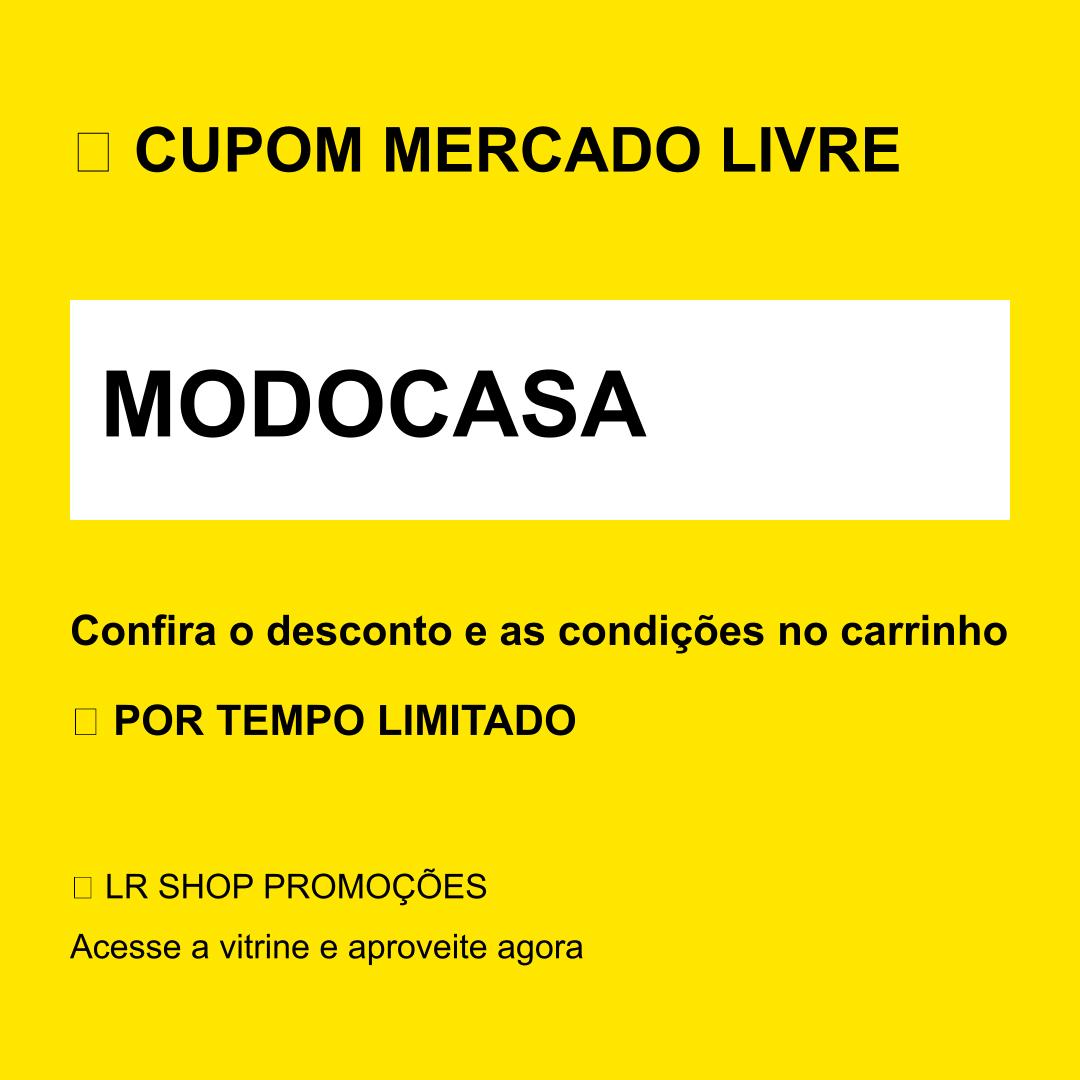 CUPOM MERCADO LIVRE
MODOCASA
Confira o desconto e as condições no carrinho
POR TEMPO LIMITADO
LR SHOP PROMOÇÕES
Acesse a vitrine e aproveite agora